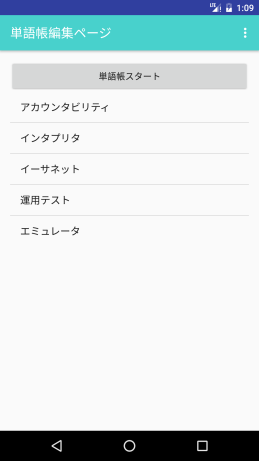 1:09
単語帳編集ページ
単語帳スタート
アカウンタビリティ
インタプリタ
イーサネット
運用テスト
エミュレータ